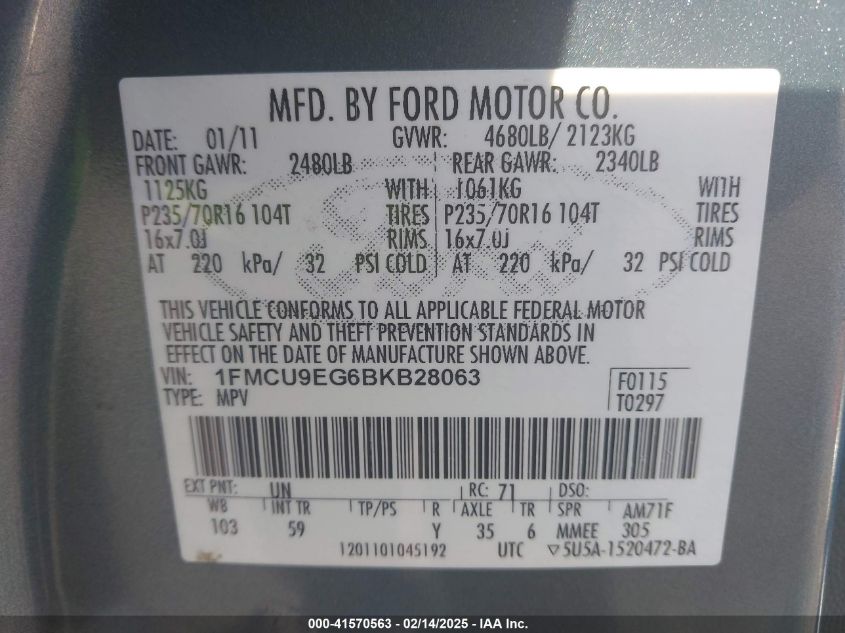 MFD. BY FORD MOTOR CO.
DATE: 01/11 GVWR: 4680LB/ 2123KG
FRONT GAWR: 2480LB REAR GAWR: 2340LB
1125KG WITH 1061KG WITH
P235/70R16 104T TIRES P235/70R16 104T TIRES
16x7.0J RIMS 16x7.0J RIMS
AT 220 kPa/ 32 PSI COLD AT 220 kPa/ 32 PSI COLD
THIS VEHICLE CONFORMS TO ALL APPLICABLE FEDERAL MOTOR
VEHICLE SAFETY AND THEFT PREVENTION STANDARDS IN
EFFECT ON THE DATE OF MANUFACTURE SHOWN ABOVE.
VIN: 1FMCU9EG6BKB28063 F0115
TYPE: MPV T0297
EXT PNT: UN RC: 71 DSO:
WB INT TR TP/PS R AXLE TR SPR AM71F
103 59 Y 35 6 MMEE 305
1201101045192 UTC ▽5U5A-1520472-BA
000-41570563 - 02/14/2025 - IAA Inc.